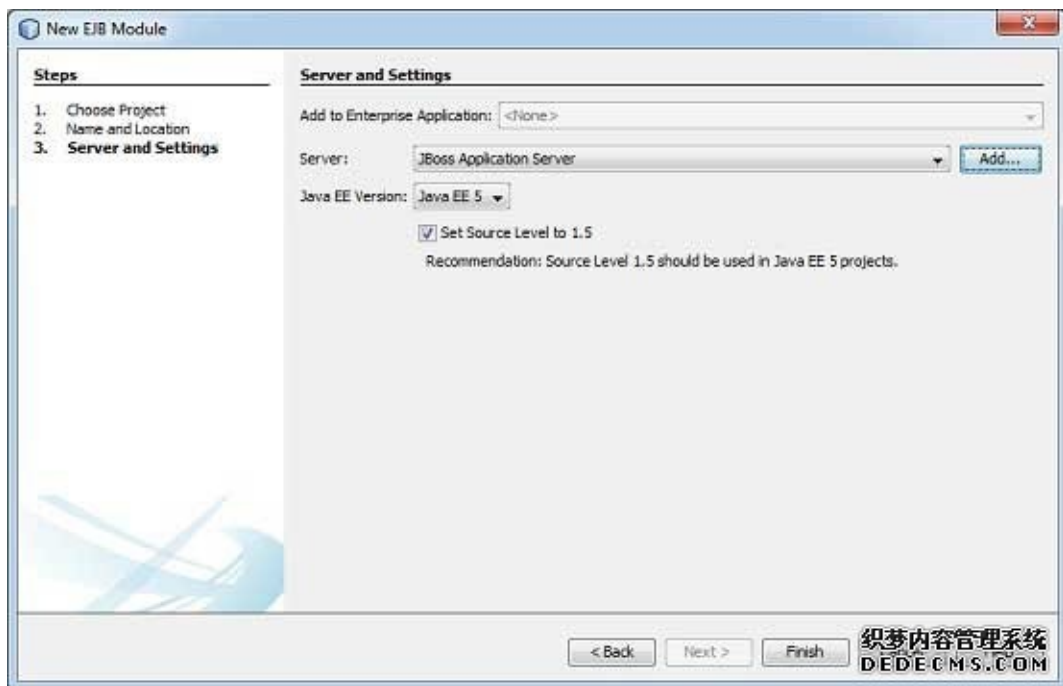 New EJB Module
Steps
1. Choose Project
2. Name and Location
3. Server and Settings
Server and Settings
Add to Enterprise Application: <None>
Server: JBoss Application Server Add...
Java EE Version: Java EE 5
Set Source Level to 1.5
Recommendation: Source Level 1.5 should be used in Java EE 5 projects.
< Back Next > Finish
织梦内容管理系统
DEDECMS.COM